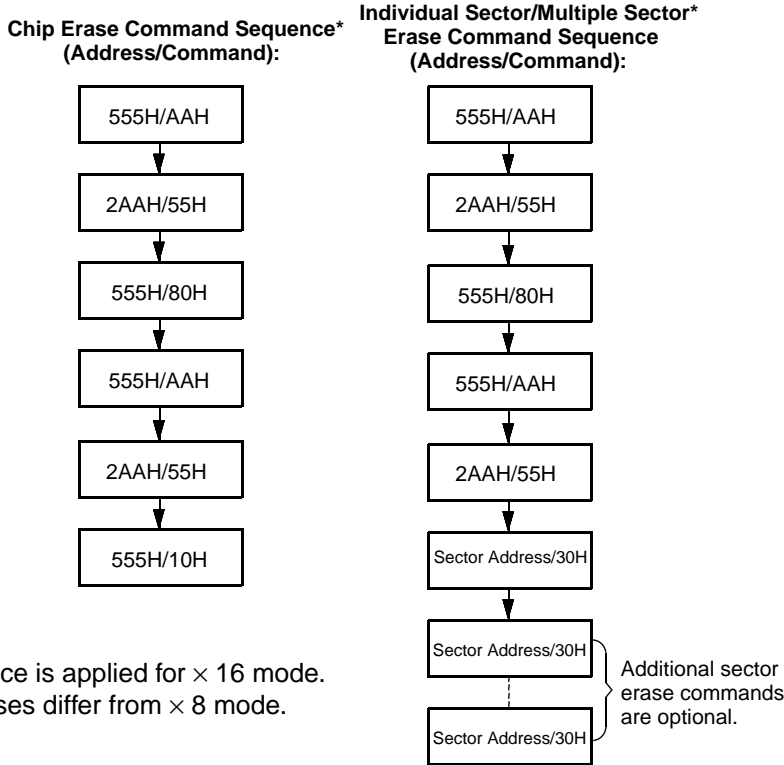 Chip Erase Command Sequence*
(Address/Command):
555H/AAH
2AAH/55H
555H/80H
555H/AAH
2AAH/55H
555H/10H
Individual Sector/Multiple Sector*
Erase Command Sequence
(Address/Command):
555H/AAH
2AAH/55H
555H/80H
555H/AAH
2AAH/55H
Sector Address/30H
Sector Address/30H
Sector Address/30H
Additional sector
erase commands
are optional.
ce is applied for × 16 mode.
ses differ from × 8 mode.